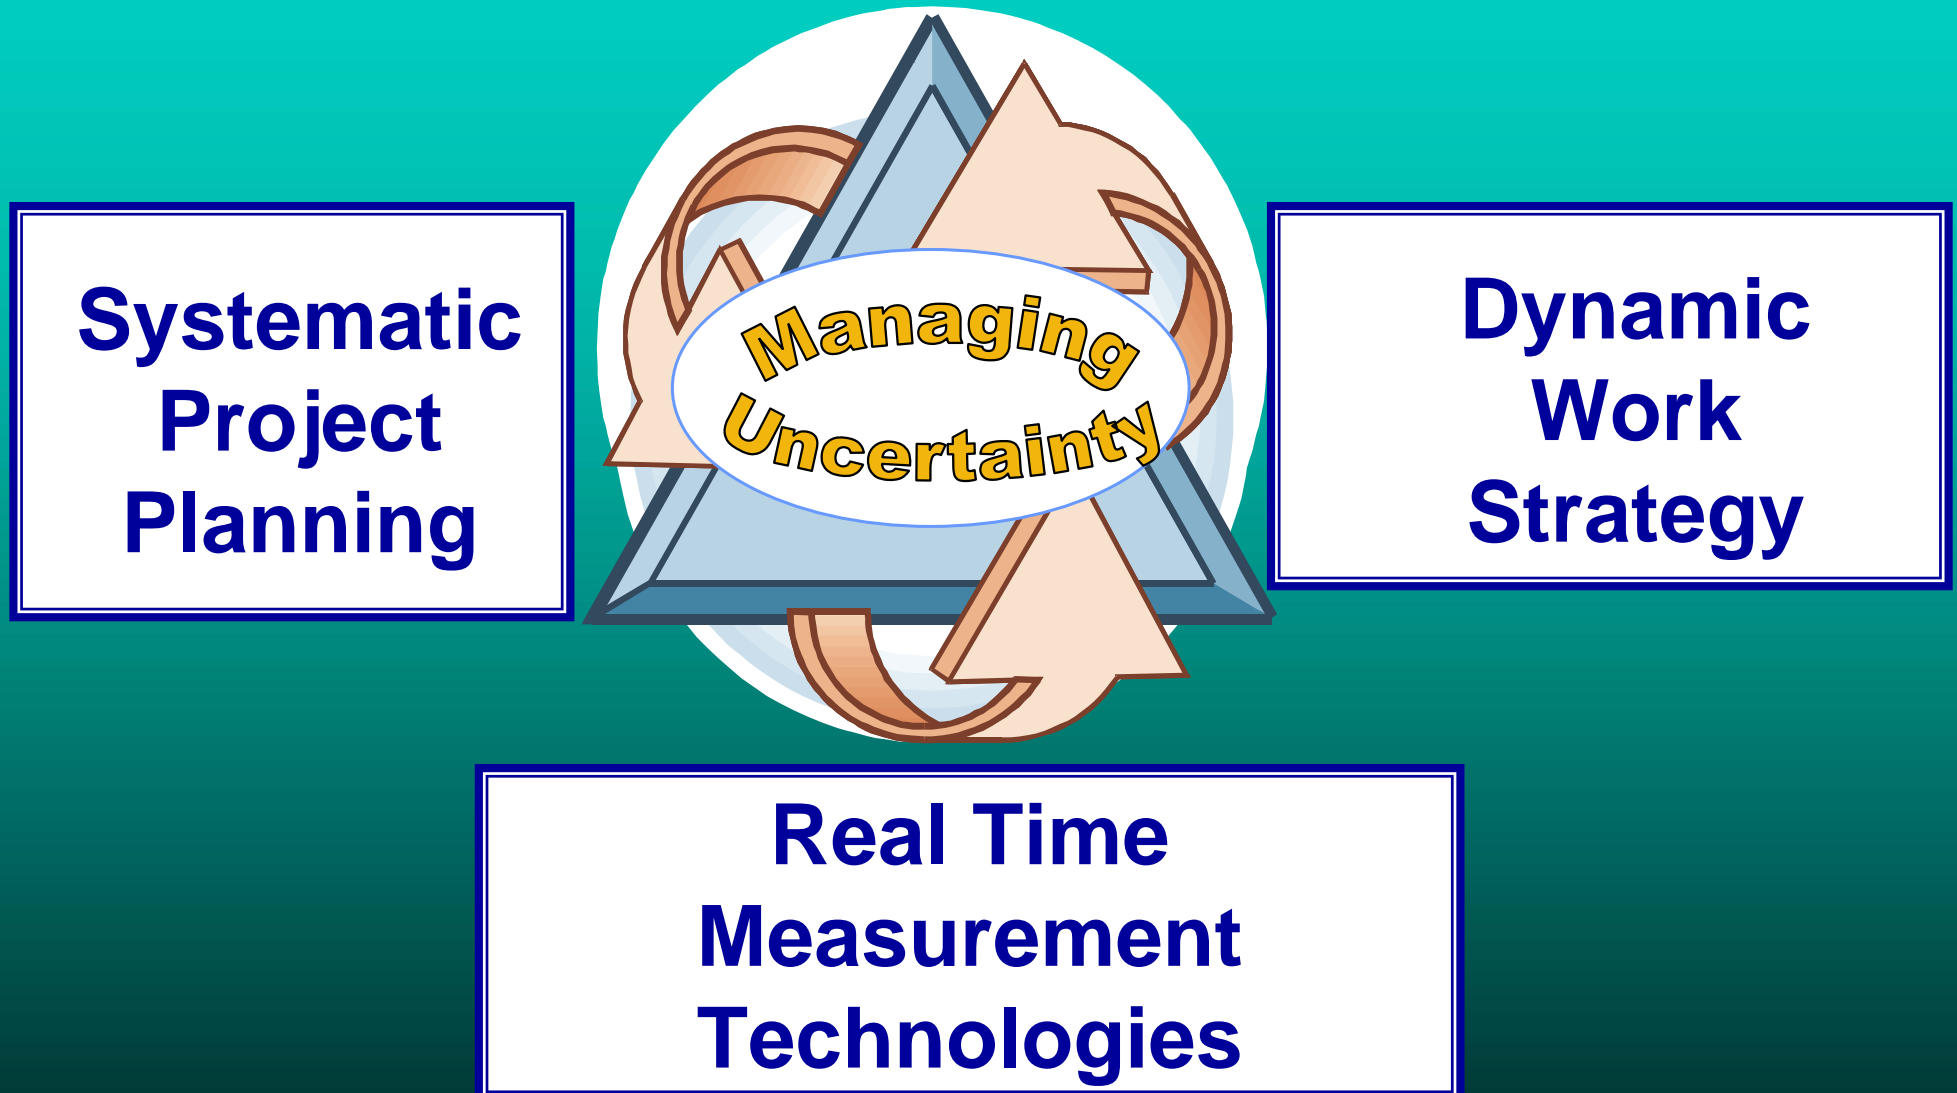 Managing
Uncertainty
Systematic
Project
Planning
Dynamic
Work
Strategy
Real Time
Measurement
Technologies